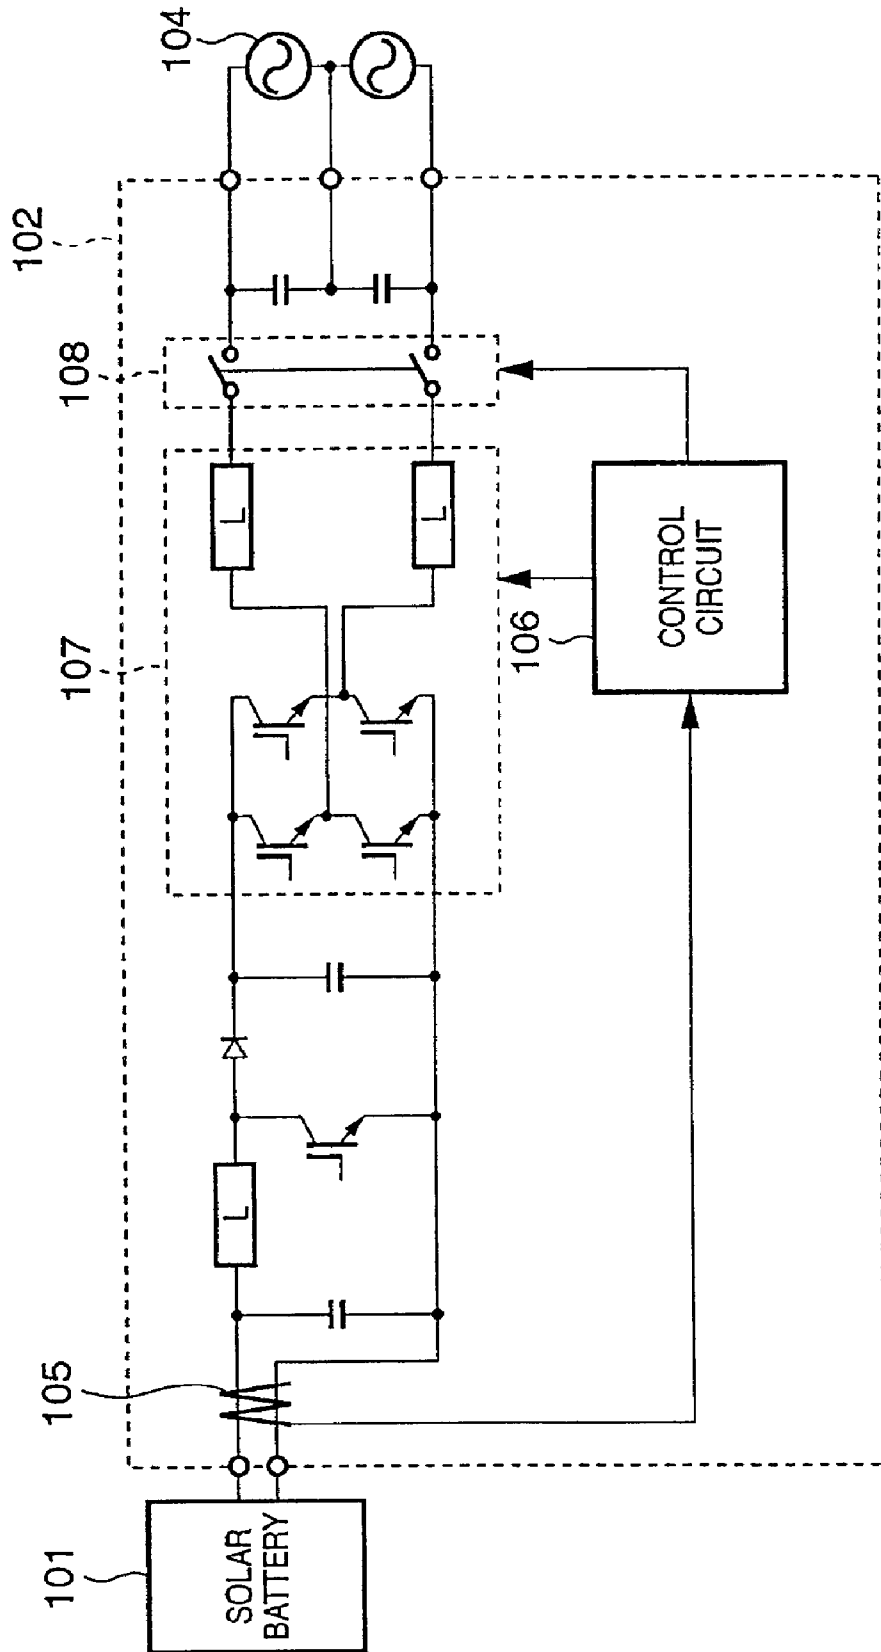 101
SOLAR
BATTERY
105
L
102
107
L
L
108
106
CONTROL
CIRCUIT
104